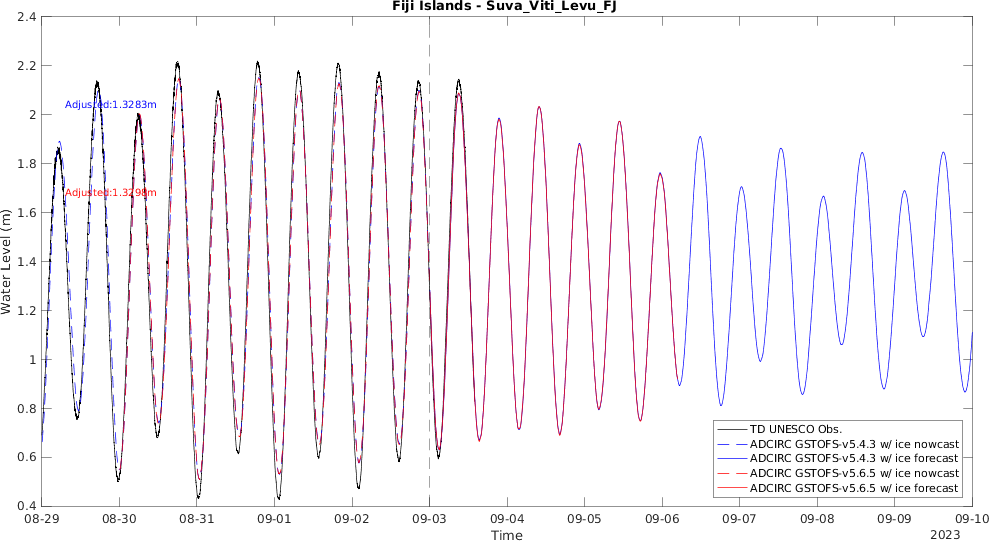 Fiji Islands - Suva_Viti_Levu_FJ
Water Level (m)
2.4
2.2
2
1.8
1.6
1.4
1.2
1
0.8
0.6
0.4
Adjusted:1.3283m
Adjusted:1.3298m
TD UNESCO Obs.
ADCIRC GSTOFS-v5.4.3 w/ ice nowcast
ADCIRC GSTOFS-v5.4.3 w/ ice forecast
ADCIRC GSTOFS-v5.6.5 w/ ice nowcast
ADCIRC GSTOFS-v5.6.5 w/ ice forecast
08-29 08-30 08-31 09-01 09-02 09-03 09-04 09-05 09-06 09-07 09-08 09-09 09-10
Time
2023